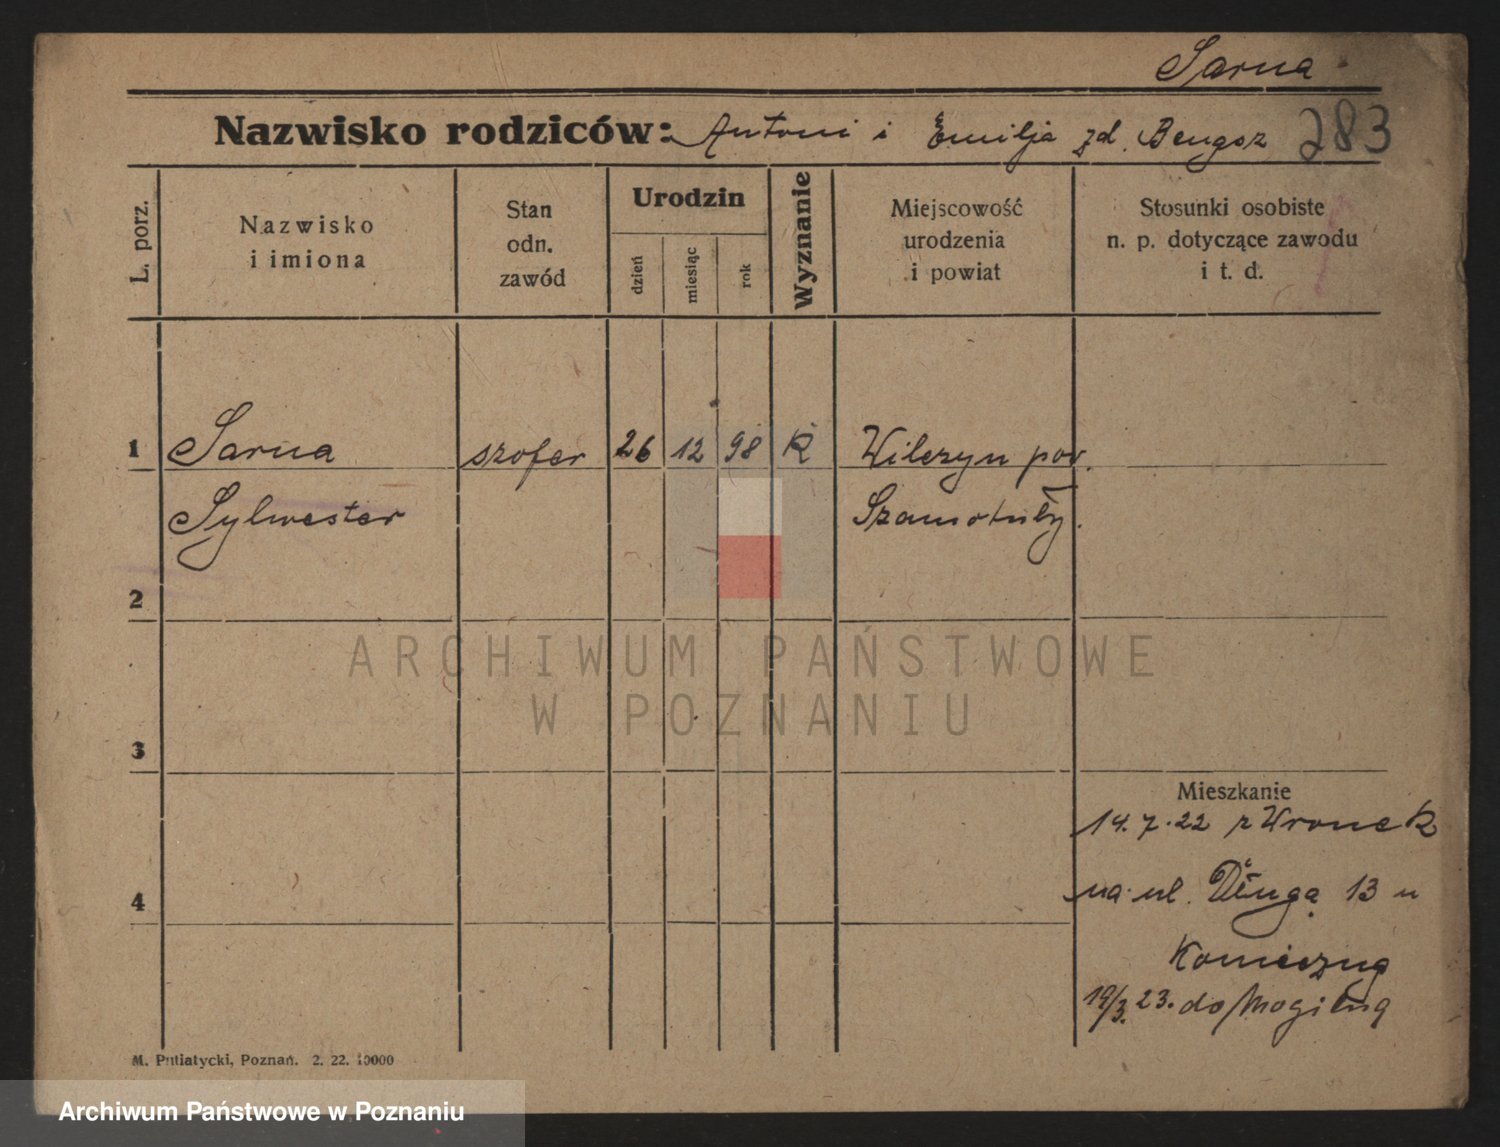 Sarna
Nazwisko rodziców: Antoni i Emilja zd. Bengsz 283
L. porz.
Nazwisko
i imiona
Stan
odn.
zawód
Urodzin
dzień
miesiąc
rok
Wyznanie
Miejscowość
urodzenia
i powiat
Stosunki osobiste
n. p. dotyczące zawodu
i t. d.
1 Sarna szofer 26 12 98 K Wilczyn pow.
Sylwester Szamotuły.
2
ARCHIWUM PAŃSTWOWE
W POZNANIU
3
Mieszkanie
14.7.22 z Wronek
4 na ul. Długą 13 u
19/3.23. do Mogilna
M. Putiatycki, Poznań. 2. 22. 10000
Archiwum Państwowe w Poznaniu